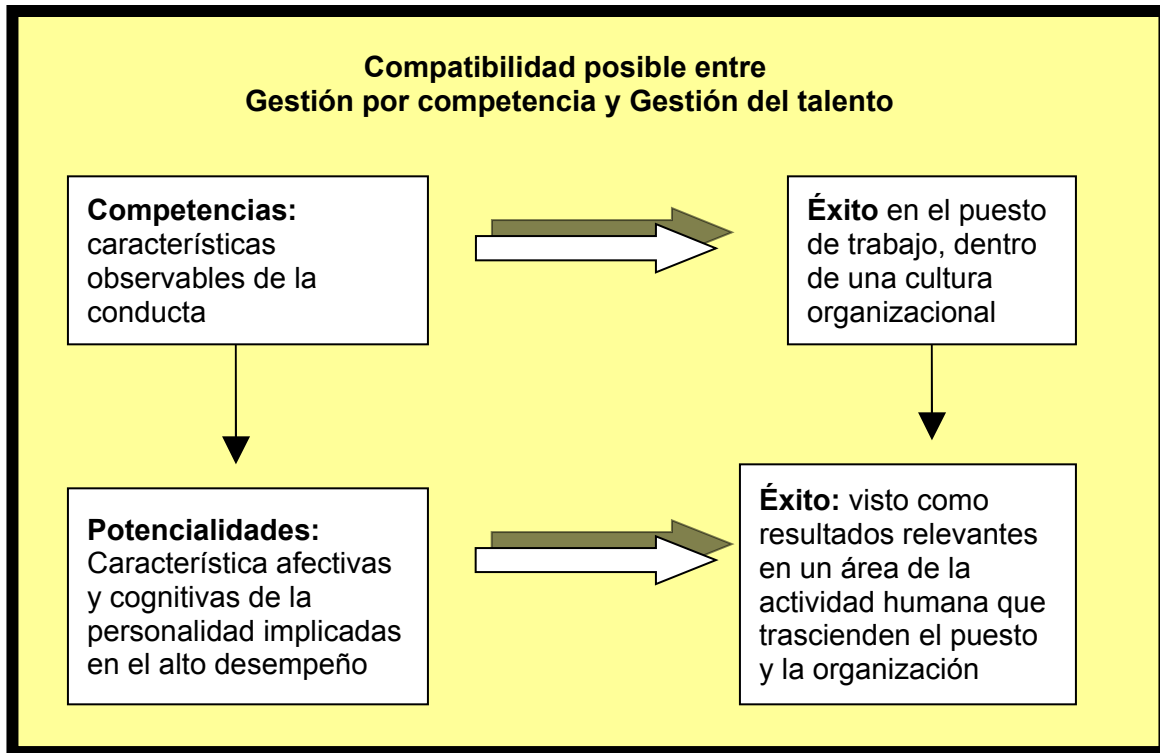 Compatibilidad posible entre
Gestión por competencia y Gestión del talento
Competencias:
características
observables de la
conducta
Éxito en el puesto
de trabajo, dentro
de una cultura
organizacional
Potencialidades:
Característica afectivas
y cognitivas de la
personalidad implicadas
en el alto desempeño
Éxito: visto como
resultados relevantes
en un área de la
actividad humana que
trascienden el puesto
y la organización